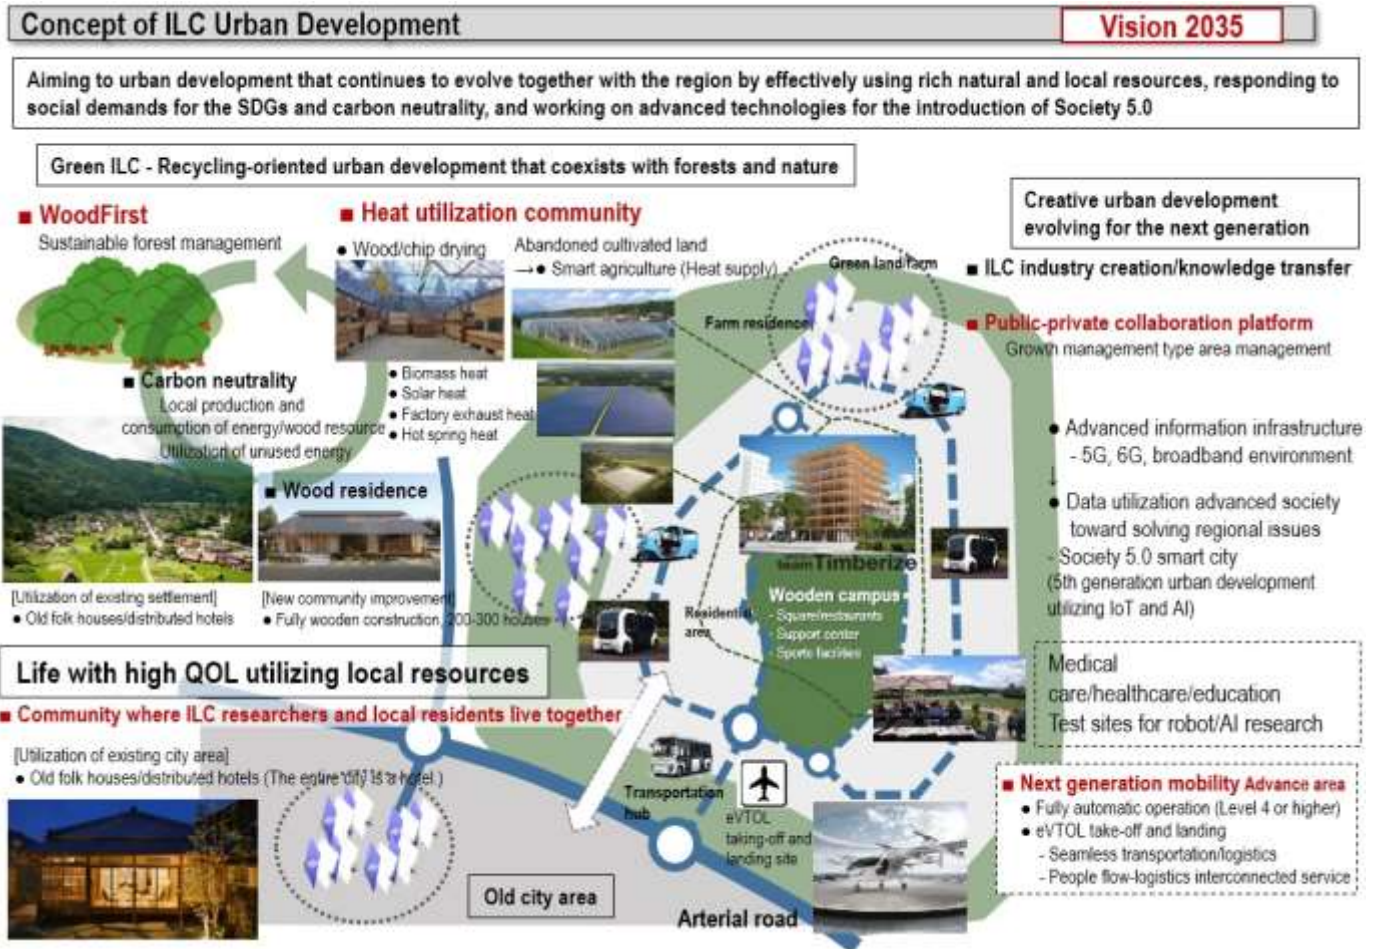 Concept of ILC Urban Development
Vision 2035
Aiming to urban development that continues to evolve together with the region by effectively using rich natural and local resources, responding to
social demands for the SDGs and carbon neutrality, and working on advanced technologies for the introduction of Society 5.0
Green ILC - Recycling-oriented urban development that coexists with forests and nature
■ WoodFirst
Sustainable forest management
■ Carbon neutrality
Local production and
consumption of energy/wood resource
Utilization of unused energy
■ Heat utilization community
● Wood/chip drying
Abandoned cultivated land
→● Smart agriculture (Heat supply)
● Biomass heat
● Solar heat
● Factory exhaust heat
● Hot spring heat
■ Wood residence
[Utilization of existing settlement]
● Old folk houses/distributed hotels
[New community improvement]
● Fully wooden construction, 200-300 houses
Green land/farm
Farm residence
team Timberize
Wooden campus
- Square/restaurants
- Support center
- Sports facilities
Residential
area
Creative urban development
evolving for the next generation
■ ILC industry creation/knowledge transfer
■ Public-private collaboration platform
Growth management type area management
● Advanced information infrastructure
- 5G, 6G, broadband environment
↓
● Data utilization advanced society
toward solving regional issues
- Society 5.0 smart city
(5th generation urban development
utilizing IoT and AI)
Medical
care/healthcare/education
Test sites for robot/AI research
■ Next generation mobility Advance area
● Fully automatic operation (Level 4 or higher)
● eVTOL take-off and landing
- Seamless transportation/logistics
- People flow-logistics interconnected service
Life with high QOL utilizing local resources
■ Community where ILC researchers and local residents live together
[Utilization of existing city area]
● Old folk houses/distributed hotels (The entire city is a hotel.)
Transportation
hub
eVTOL
taking-off and
landing site
Old city area
Arterial road